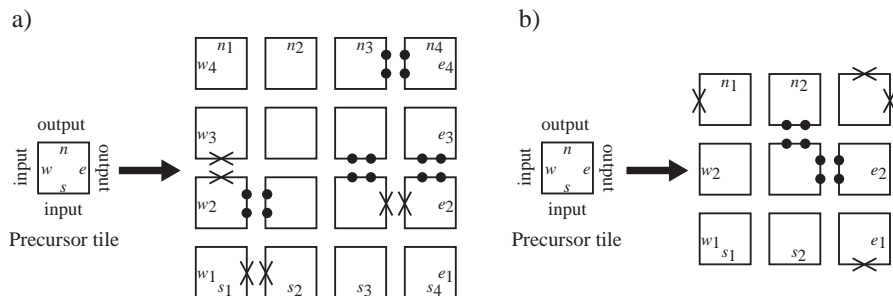 a)
n1 n2 n3 n4
w4 e4
w3 e3
w2 e2
w1 e1
s1 s2 s3 s4
output
input n w e s output
input
Precursor tile
b)
n1 n2
w2 e2
w1 e1
s1 s2
output
input n w e s output
input
Precursor tile